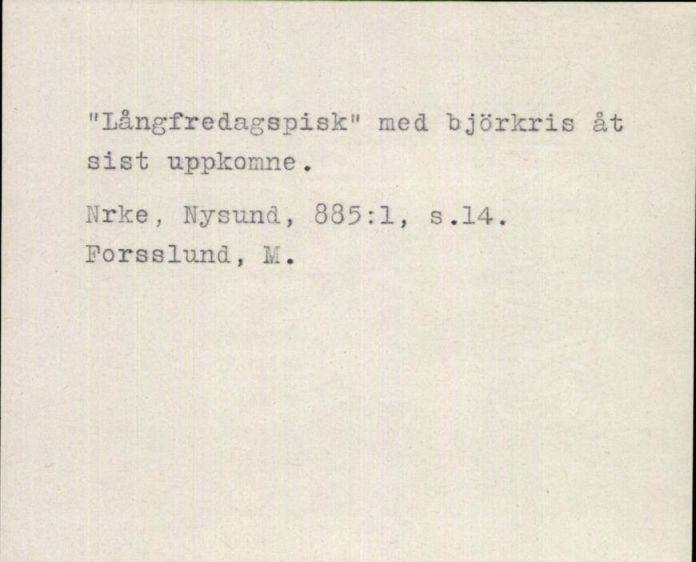 "Långfredagspisk" med björkris åt
sist uppkomne.
Nrke, Nysund, 885:1, s.14.
Forsslund, M.